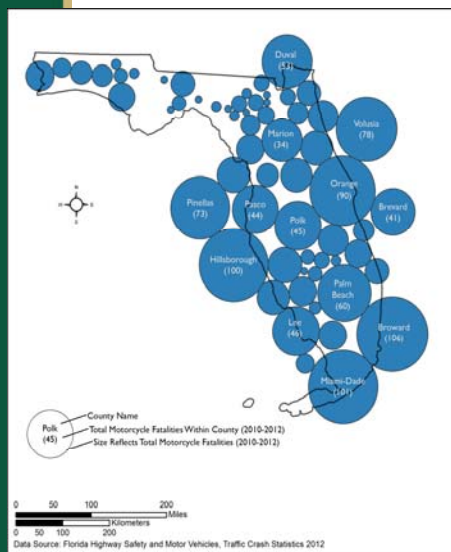 Duval
(53)
Volusia
(78)
Marion
(34)
Orange
(90)
Pinellas
(73)
Pasco
(44)
Brevard
(41)
Polk
(45)
Hillsborough
(100)
Palm
Beach
(60)
Lee
(46)
Broward
(106)
Miami-Dade
(101)
N
E
S
County Name
Polk
(45)
Total Motorcycle Fatalities Within County (2010-2012)
Size Reflects Total Motorcycle Fatalities (2010-2012)
0 50 100 200
Miles
Kilometers
0 50 100 200
Data Source: Florida Highway Safety and Motor Vehicles, Traffic Crash Statistics 2012